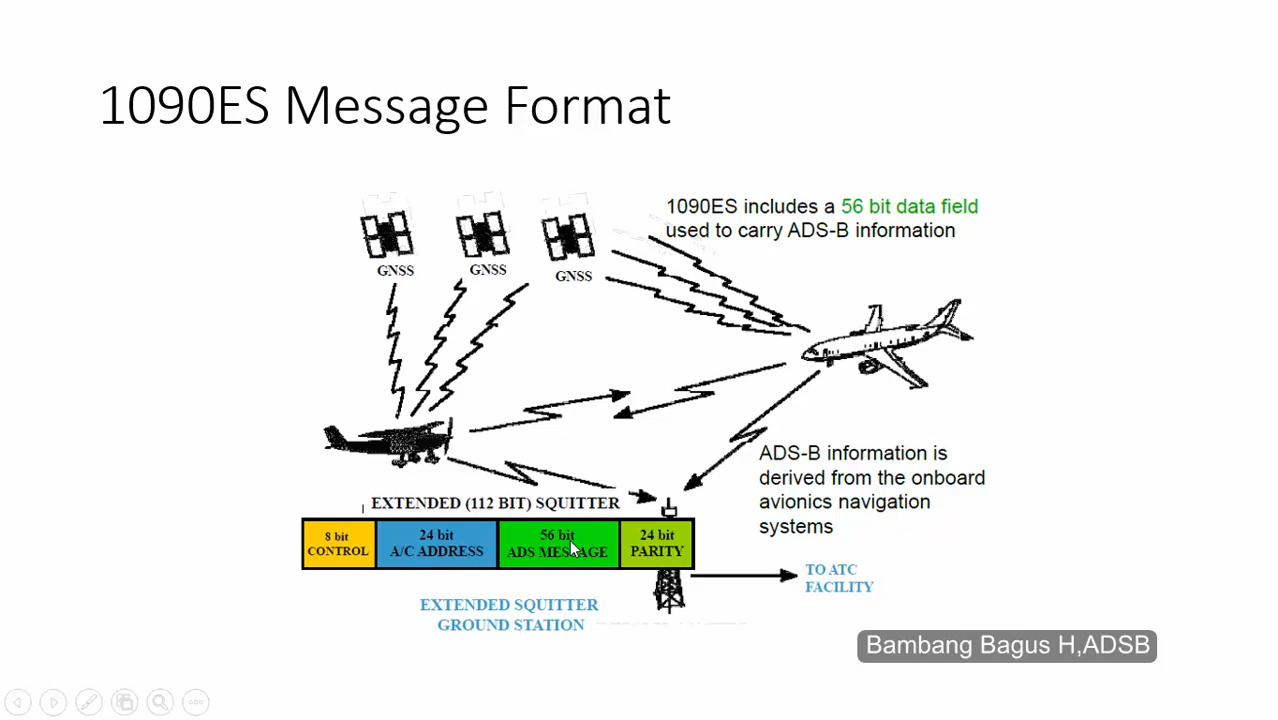 1090ES Message Format
1090ES includes a 56 bit data field
used to carry ADS-B information
GNSS
GNSS
GNSS
ADS-B information is
derived from the onboard
avionics navigation
systems
EXTENDED (112 BIT) SQUITTER
8 bit
CONTROL
24 bit
A/C ADDRESS
56 bit
ADS MESSAGE
24 bit
PARITY
TO ATC
FACILITY
EXTENDED SQUITTER
GROUND STATION
Bambang Bagus H,ADSB